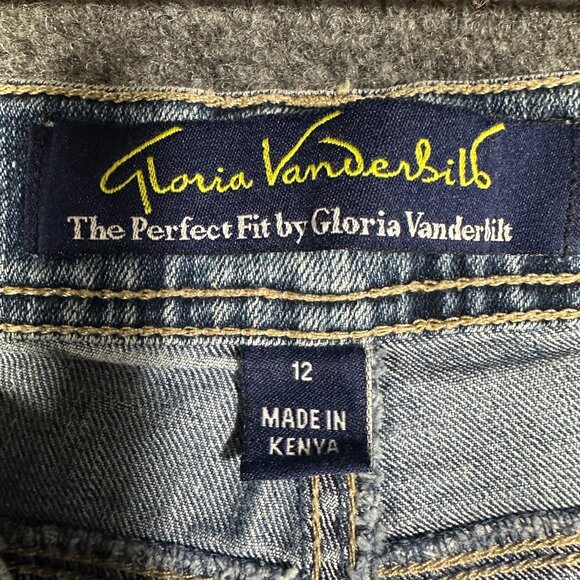 Gloria Vanderbilt
The Perfect Fit by Gloria Vanderbilt
12
MADE IN
KENYA